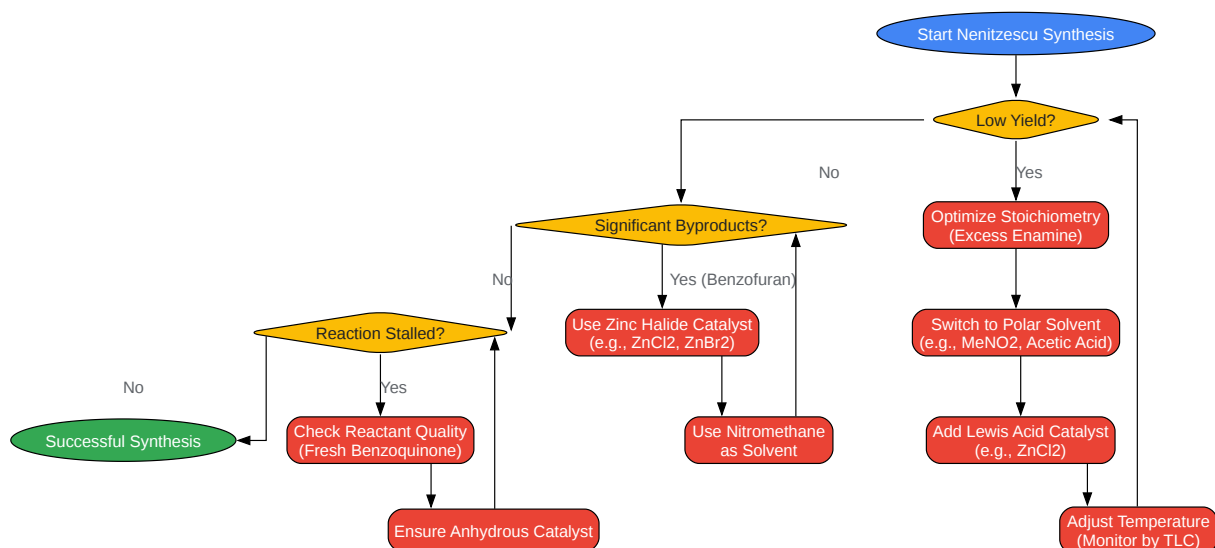 Start Nenitzescu Synthesis
Low Yield?
No
Yes
Significant Byproducts?
Optimize Stoichiometry
(Excess Enamine)
No
Yes (Benzofuran)
Reaction Stalled?
Use Zinc Halide Catalyst
(e.g., ZnCl2, ZnBr2)
Switch to Polar Solvent
(e.g., MeNO2, Acetic Acid)
No
Yes
Successful Synthesis
Check Reactant Quality
(Fresh Benzoquinone)
Use Nitromethane
as Solvent
Add Lewis Acid Catalyst
(e.g., ZnCl2)
Ensure Anhydrous Catalyst
Adjust Temperature
(Monitor by TLC)